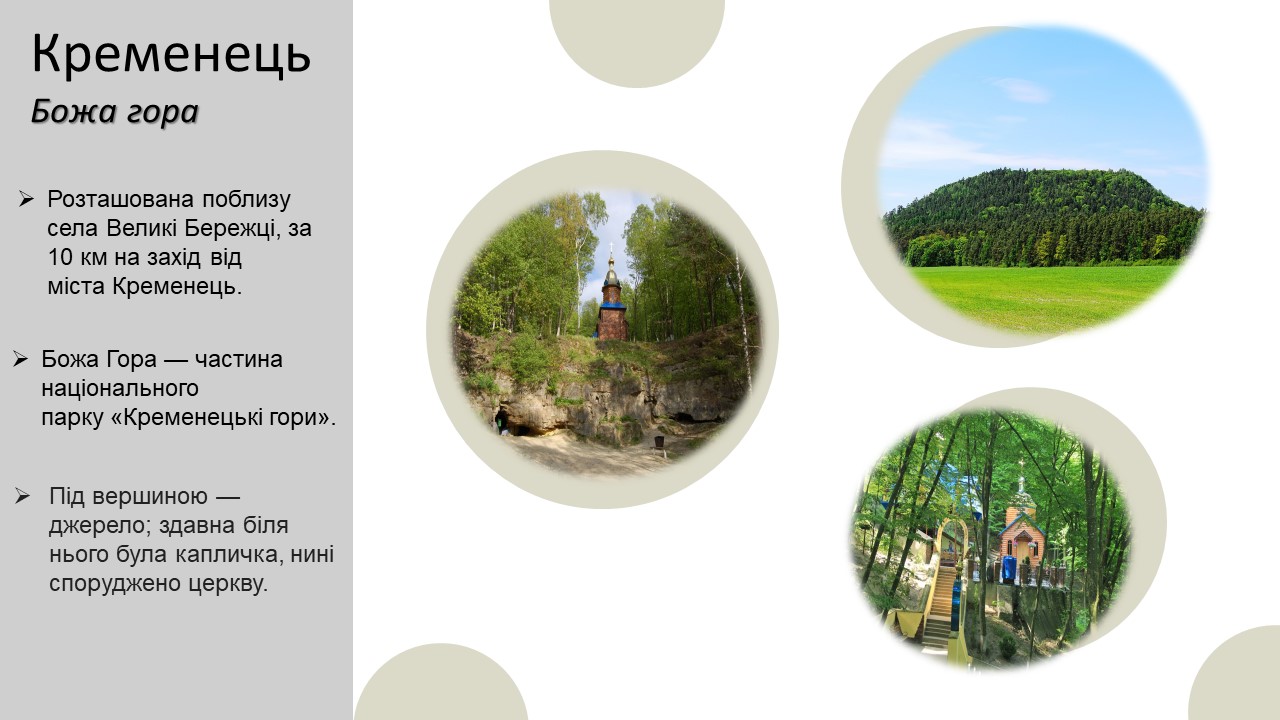 Кременець
Божа гора
➢ Розташована поблизу
села Великі Бережці, за
10 км на захід від
міста Кременець.
➢ Божа Гора — частина
національного
парку «Кременецькі гори».
➢ Під вершиною —
джерело; здавна біля
нього була капличка, нині
споруджено церкву.